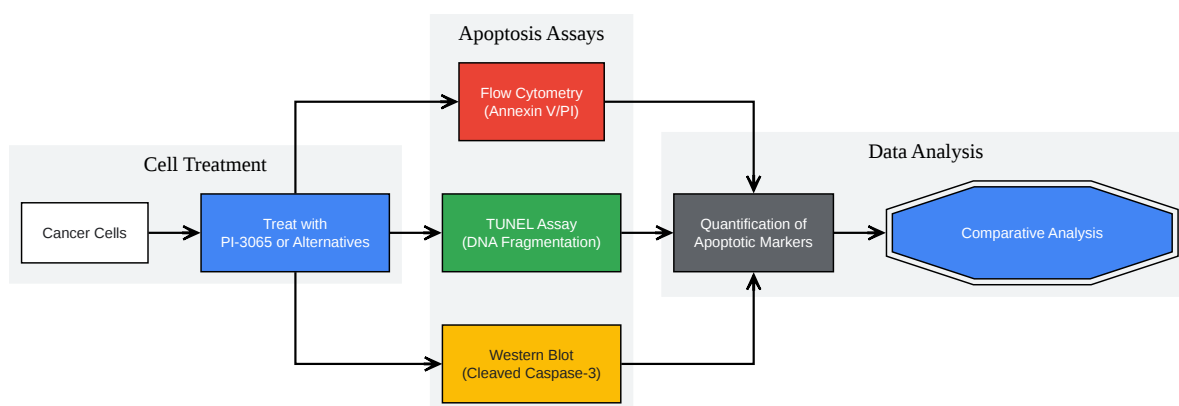 Apoptosis Assays
Flow Cytometry
(Annexin V/PI)
Cell Treatment
Data Analysis
Cancer Cells
Treat with
PI-3065 or Alternatives
TUNEL Assay
(DNA Fragmentation)
Quantification of
Apoptotic Markers
Comparative Analysis
Western Blot
(Cleaved Caspase-3)